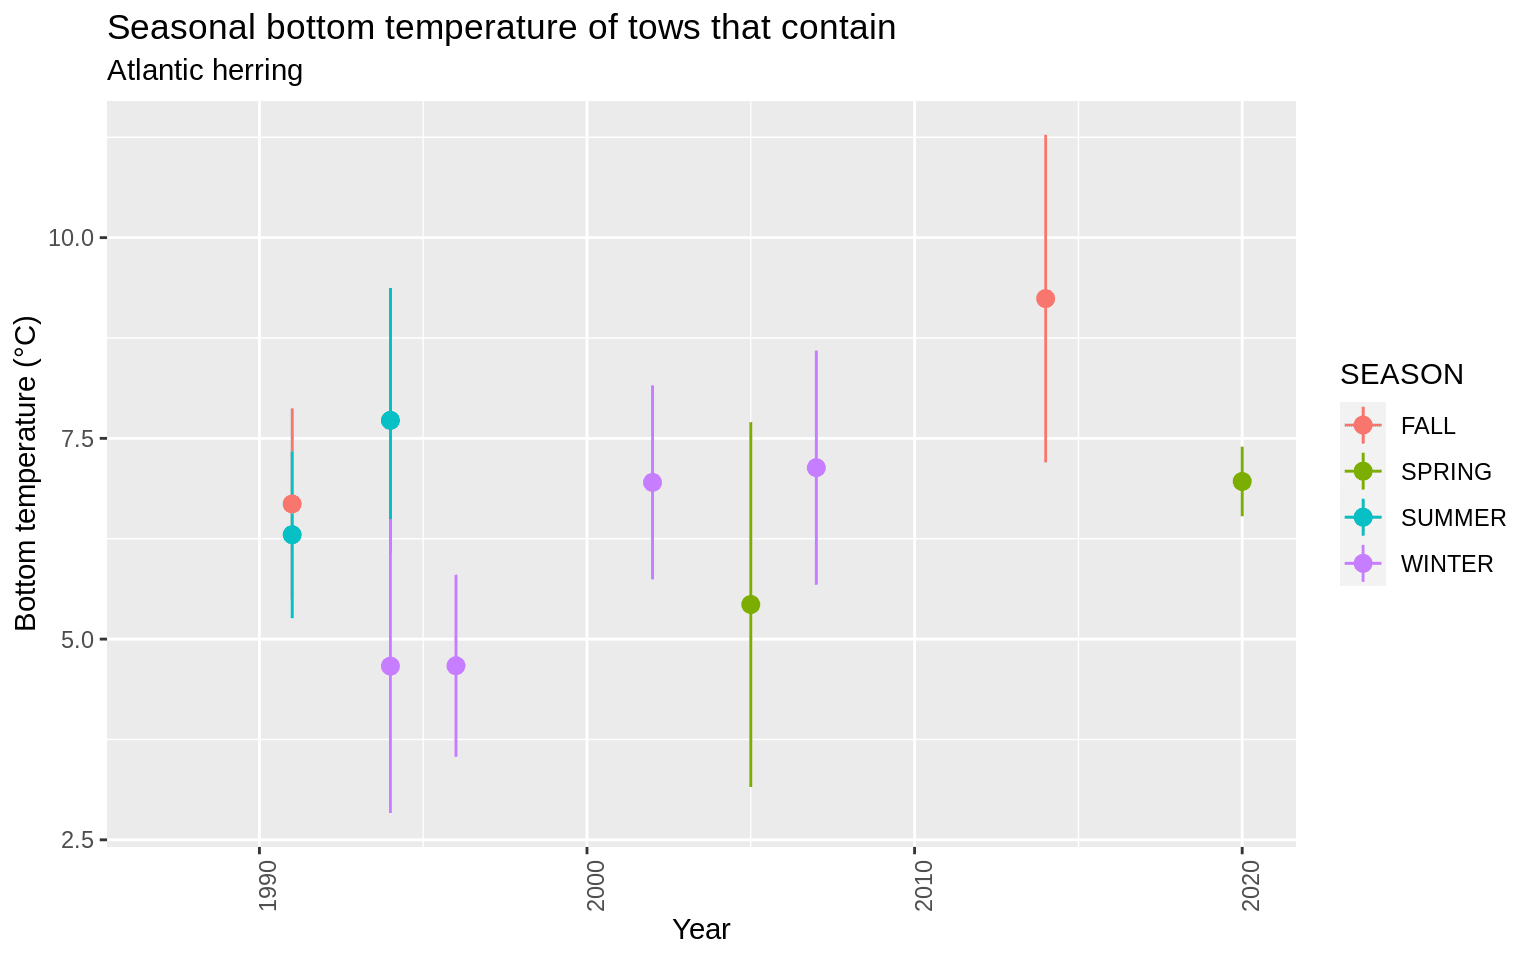 Seasonal bottom temperature of tows that contain
Atlantic herring
Bottom temperature (°C)
10.0
7.5
5.0
2.5
1990
2000
2010
2020
Year
SEASON
FALL
SPRING
SUMMER
WINTER